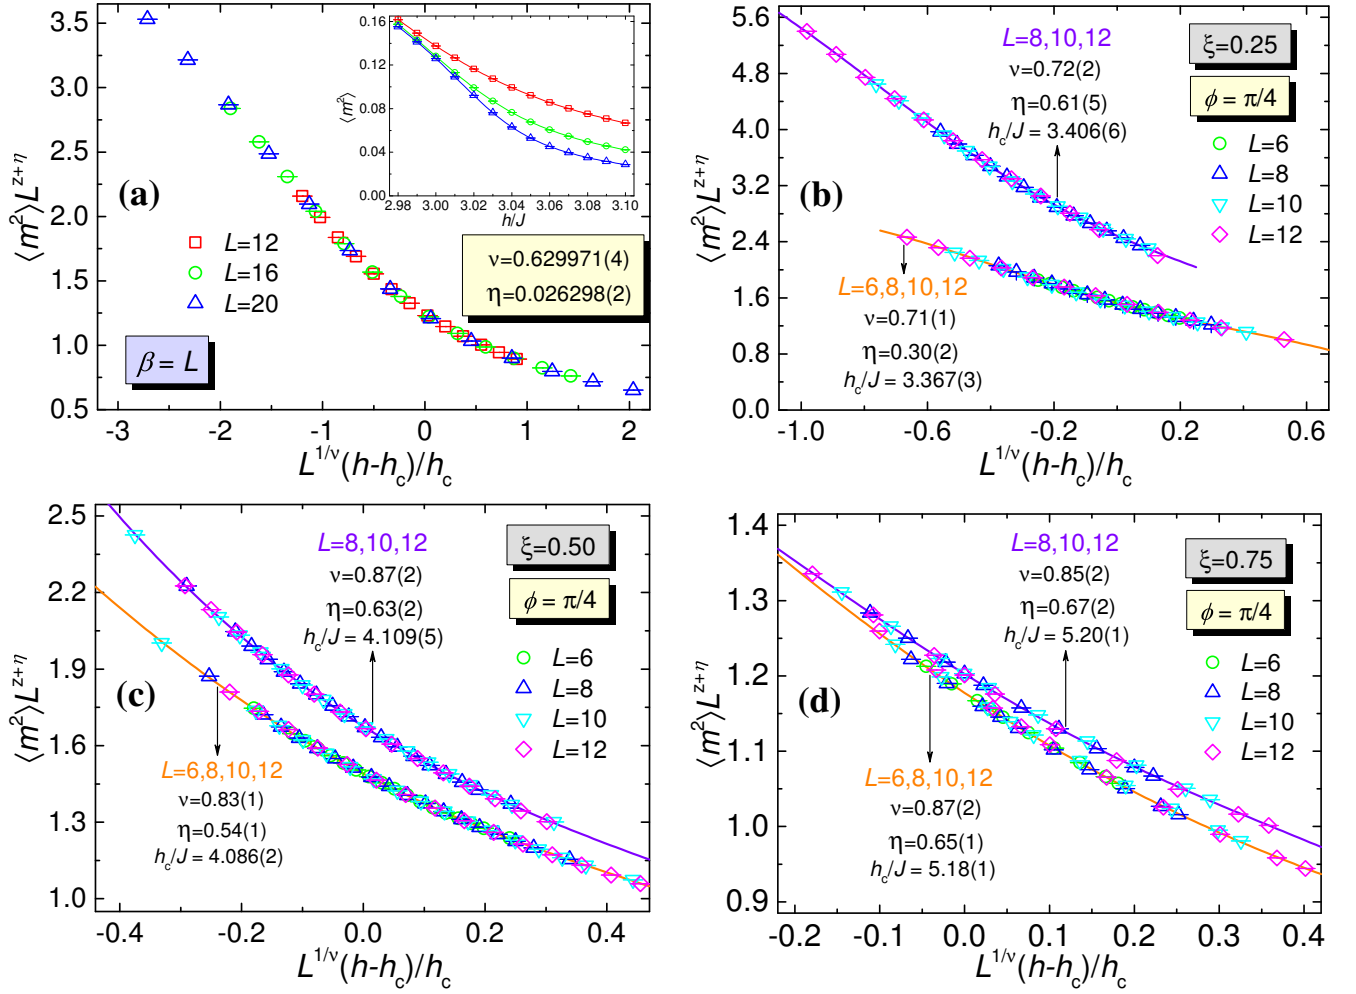 (a)
⟨m²⟩L^{z+η}
3.5
3.0
2.5
2.0
1.5
1.0
0.5
-3 -2 -1 0 1 2
L^{1/ν}(h-h_c)/h_c
L=12
L=16
L=20
β = L
ν=0.629971(4)
η=0.026298(2)
⟨m²⟩
0.16
0.12
0.08
0.04
0.00
2.98 3.00 3.02 3.04 3.06 3.08 3.10
h/J
(b)
⟨m²⟩L^{z+η}
5.6
4.8
4.0
3.2
2.4
1.6
0.8
0.0
-1.0 -0.6 -0.2 0.2 0.6
L^{1/ν}(h-h_c)/h_c
L=8,10,12
ν=0.72(2)
η=0.61(5)
h_c/J = 3.406(6)
ξ=0.25
ϕ = π/4
L=6
L=8
L=10
L=12
L=6,8,10,12
ν=0.71(1)
η=0.30(2)
h_c/J = 3.367(3)
(c)
⟨m²⟩L^{z+η}
2.5
2.2
1.9
1.6
1.3
1.0
-0.4 -0.2 0.0 0.2 0.4
L^{1/ν}(h-h_c)/h_c
L=8,10,12
ν=0.87(2)
η=0.63(2)
h_c/J = 4.109(5)
ξ=0.50
ϕ = π/4
L=6
L=8
L=10
L=12
L=6,8,10,12
ν=0.83(1)
η=0.54(1)
h_c/J = 4.086(2)
(d)
⟨m²⟩L^{z+η}
1.4
1.3
1.2
1.1
1.0
0.9
-0.2 -0.1 0.0 0.1 0.2 0.3 0.4
L^{1/ν}(h-h_c)/h_c
L=8,10,12
ν=0.85(2)
η=0.67(2)
h_c/J = 5.20(1)
ξ=0.75
ϕ = π/4
L=6
L=8
L=10
L=12
L=6,8,10,12
ν=0.87(2)
η=0.65(1)
h_c/J = 5.18(1)